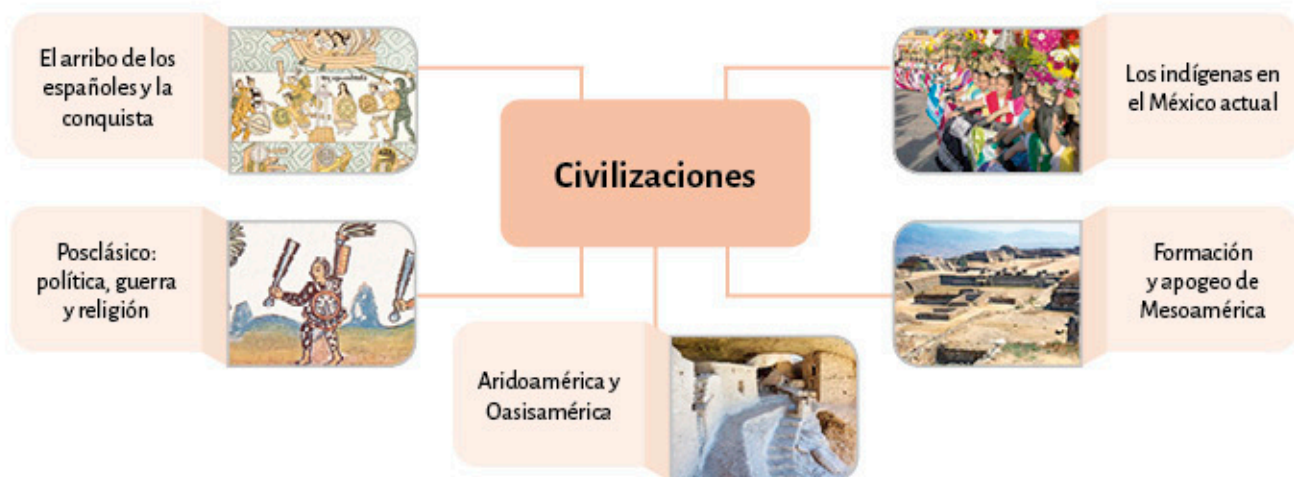 El arribo de los
españoles y la
conquista
Los indígenas en
el México actual
Civilizaciones
Posclásico:
política, guerra
y religión
Formación
y apogeo de
Mesoamérica
Aridoamérica y
Oasisamérica